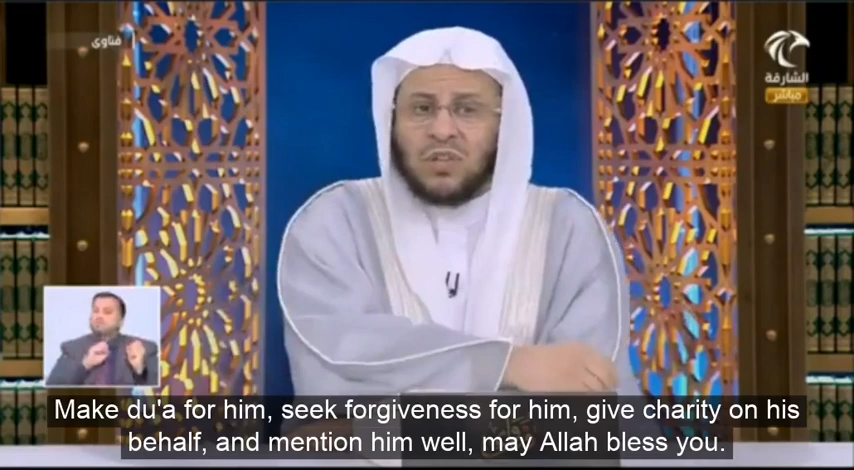 فتاوى
الشارقة
مباشر
Make du'a for him, seek forgiveness for him, give charity on his
behalf, and mention him well, may Allah bless you.